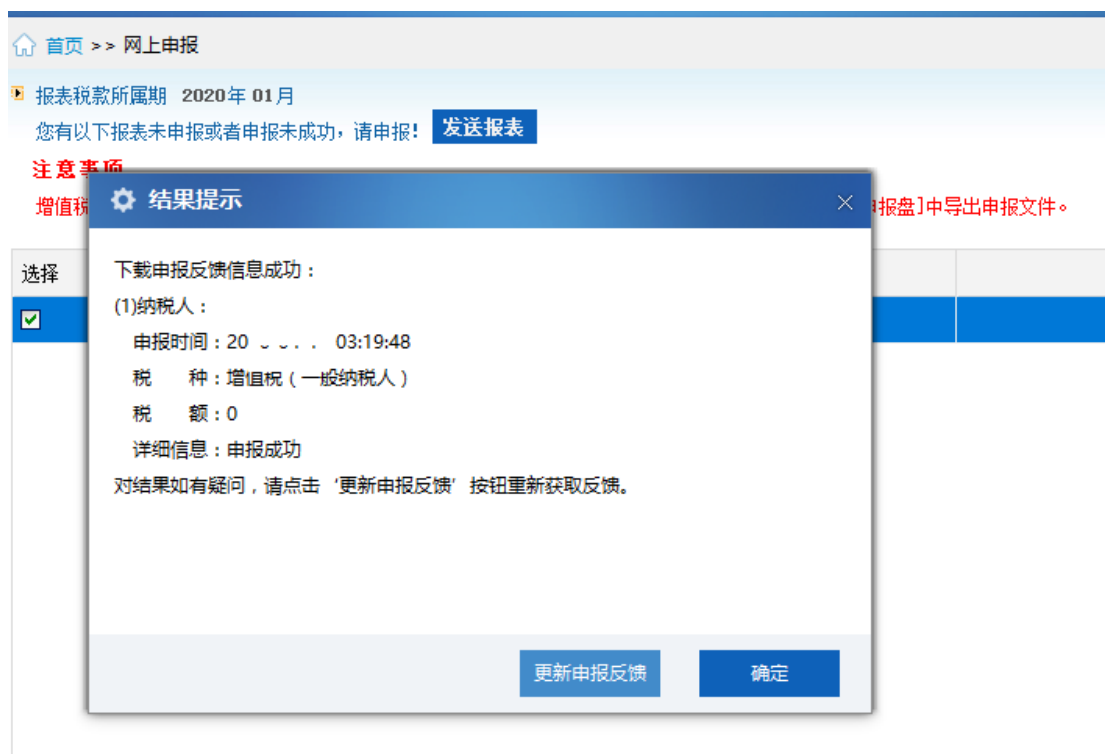 首页 >> 网上申报
报表税款所属期 2020年 01月
您有以下报表未申报或者申报未成功，请申报！ 发送报表
注意事项
增值税
申报盘]中导出申报文件。
结果提示
选择
下载申报反馈信息成功：
(1)纳税人：
申报时间：20 03:19:48
税 种：增值税（一般纳税人）
税 额：0
详细信息：申报成功
对结果如有疑问，请点击‘更新申报反馈’按钮重新获取反馈。
更新申报反馈 确定